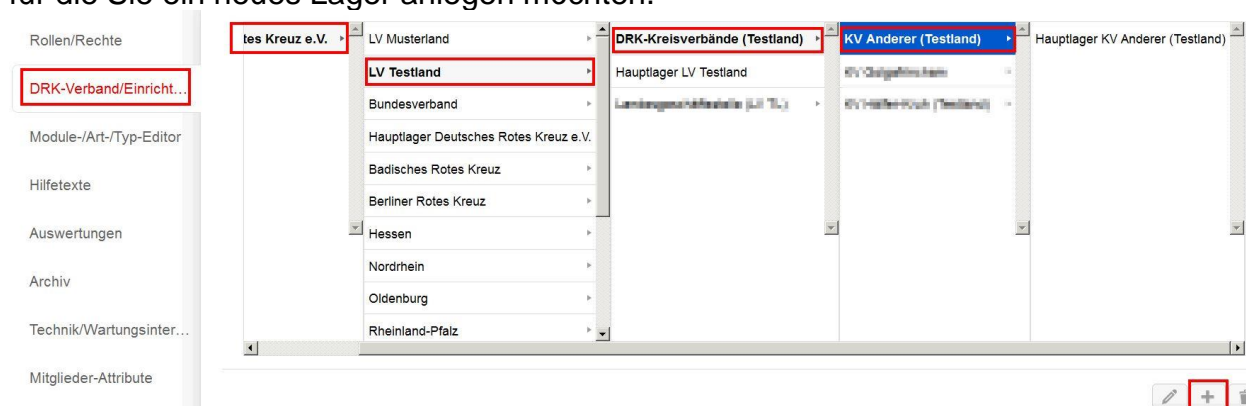 für die Sie ein neues Lager anlegen möchten.
Rollen/Rechte
DRK-Verband/Einricht...
Module-/Art-/Typ-Editor
Hilfetexte
Auswertungen
Archiv
Technik/Wartungsinter...
Mitglieder-Attribute
tes Kreuz e.V.
LV Musterland
LV Testland
Bundesverband
Hauptlager Deutsches Rotes Kreuz e.V.
Badisches Rotes Kreuz
Berliner Rotes Kreuz
Hessen
Nordrhein
Oldenburg
Rheinland-Pfalz
DRK-Kreisverbände (Testland)
Hauptlager LV Testland
KV Anderer (Testland)
Hauptlager KV Anderer (Testland)